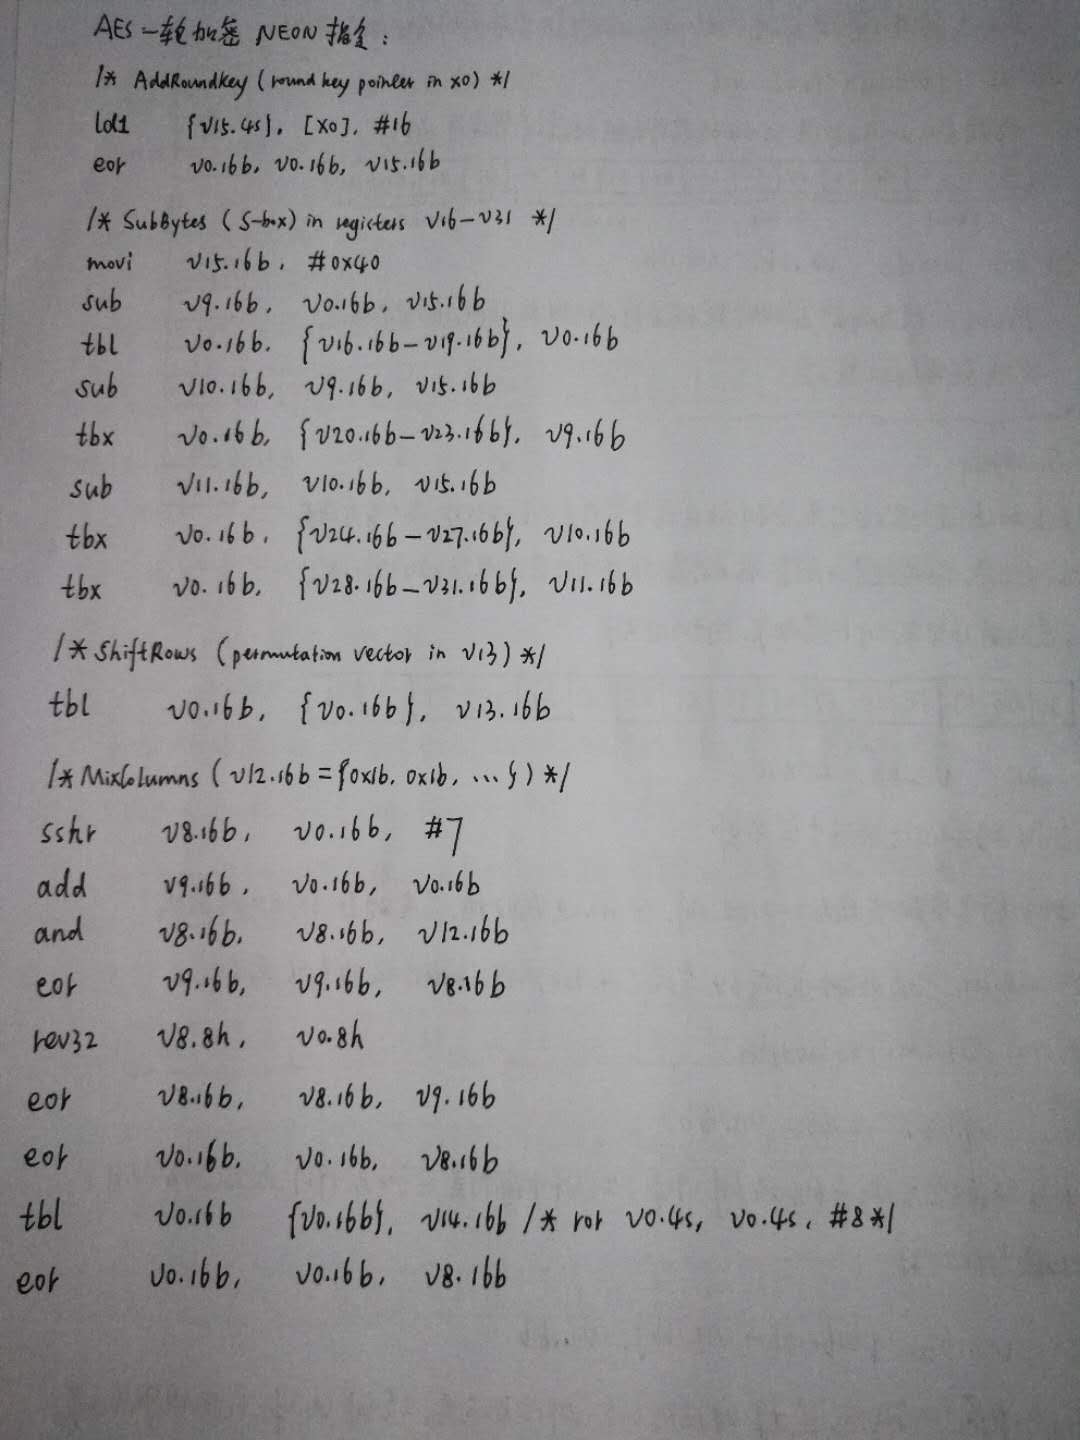 AES一轮加密 NEON 指令：
/* AddRoundkey (round key pointer in x0) */
ld1 {v15.4s}, [x0], #16
eor v0.16b, v0.16b, v15.16b
/* SubBytes (S-box) in registers v16-v31 */
movi v15.16b, #0x40
sub v9.16b, v0.16b, v15.16b
tbl v0.16b, {v16.16b-v19.16b}, v0.16b
sub v10.16b, v9.16b, v15.16b
tbx v0.16b, {v20.16b-v23.16b}, v9.16b
sub v11.16b, v10.16b, v15.16b
tbx v0.16b, {v24.16b-v27.16b}, v10.16b
tbx v0.16b, {v28.16b-v31.16b}, v11.16b
/* ShiftRows (permutation vector in v13) */
tbl v0.16b, {v0.16b}, v13.16b
/* MixColumns (v12.16b={0x1b, 0x1b, ...}) */
sshr v8.16b, v0.16b, #7
add v9.16b, v0.16b, v0.16b
and v8.16b, v8.16b, v12.16b
eor v9.16b, v9.16b, v8.16b
rev32 v8.8h, v0.8h
eor v8.16b, v8.16b, v9.16b
eor v0.16b, v0.16b, v8.16b
tbl v0.16b {v0.16b}, v14.16b /* ror v0.4s, v0.4s, #8 */
eor v0.16b, v0.16b, v8.16b